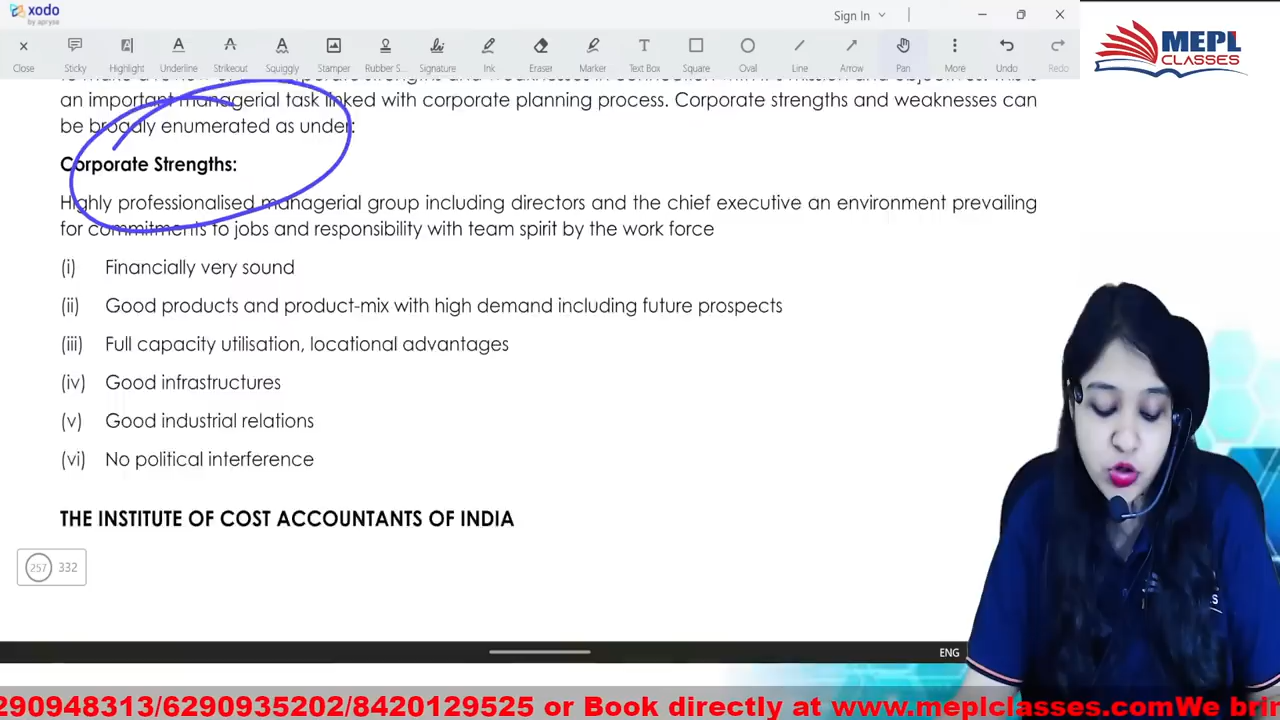 xodo
by apryse
Sign In
MEPL
CLASSES
Close
Sticky
Highlight
Underline
Strikeout
Squiggly
Stamper
Rubber S
Signature
Eraser
Marker
Text Box
Square
Oval
Line
Arrow
Pan
More
Undo
Redo
an important managerial task linked with corporate planning process. Corporate strengths and weaknesses can
be broadly enumerated as under:
Corporate Strengths:
Highly professionalised managerial group including directors and the chief executive an environment prevailing
for commitments to jobs and responsibility with team spirit by the work force
(i) Financially very sound
(ii) Good products and product-mix with high demand including future prospects
(iii) Full capacity utilisation, locational advantages
(iv) Good infrastructures
(v) Good industrial relations
(vi) No political interference
THE INSTITUTE OF COST ACCOUNTANTS OF INDIA
257 332
ENG
290948313/6290935202/8420129525 or Book directly at www.meplclasses.comWe brin